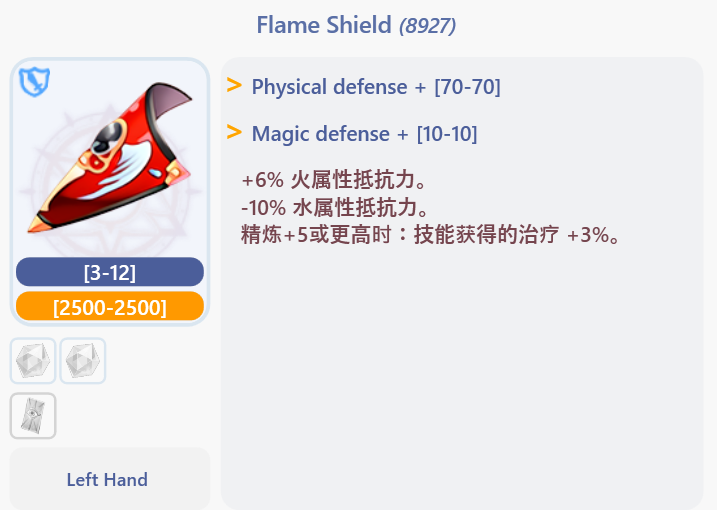 Flame Shield (8927)
> Physical defense + [70-70]
> Magic defense + [10-10]
+6% 火属性抵抗力。
-10% 水属性抵抗力。
精炼+5或更高时：技能获得的治疗 +3%。
[3-12]
[2500-2500]
Left Hand